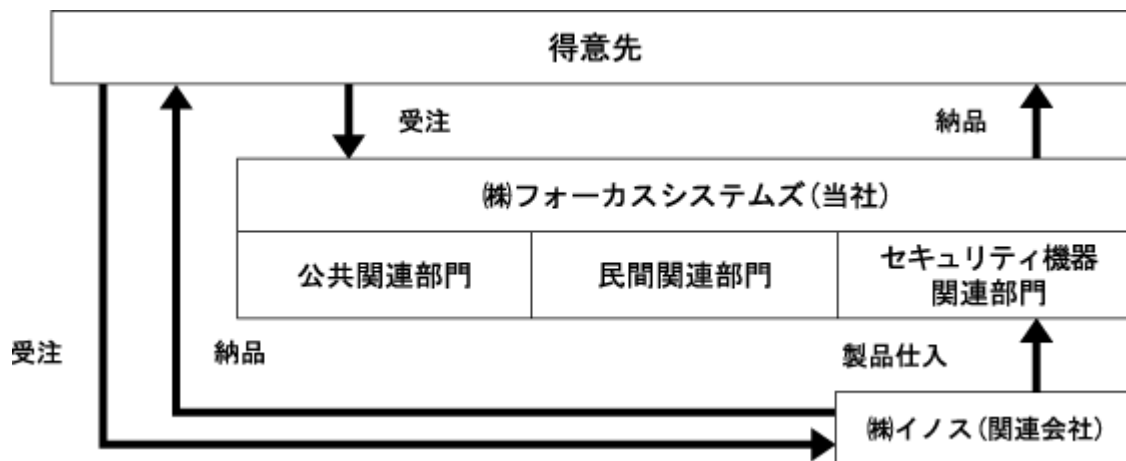 得意先
受注
納品
㈱フォーカスシステムズ(当社)
公共関連部門
民間関連部門
セキュリティ機器
関連部門
受注
納品
製品仕入
㈱イノス(関連会社)